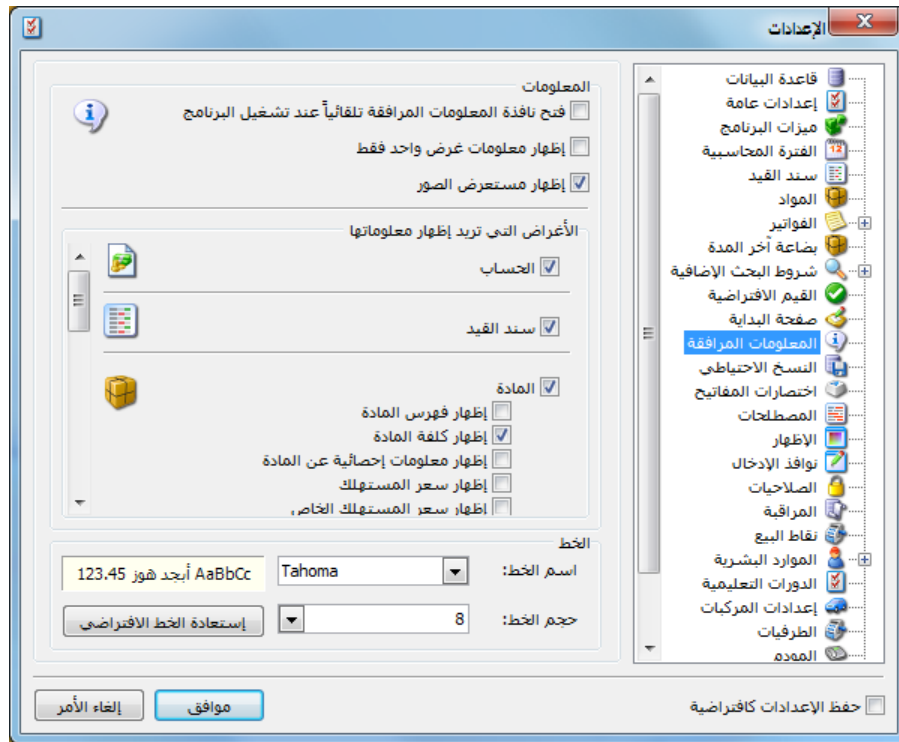 الإعدادات
قاعدة البيانات
إعدادات عامة
ميزات البرنامج
الفترة المحاسبية
سند القيد
المواد
الفواتير
بضاعة آخر المدة
شروط البحث الإضافية
القيم الافتراضية
صفحة البداية
المعلومات المرافقة
النسخ الاحتياطي
اختصارات المفاتيح
المصطلحات
الإظهار
نوافذ الإدخال
الصلاحيات
المراقبة
نقاط البيع
الموارد البشرية
الدورات التعليمية
إعدادات المركبات
الطرفيات
المودم
المعلومات
فتح نافذة المعلومات المرافقة تلقائياً عند تشغيل البرنامج
إظهار معلومات غرض واحد فقط
إظهار مستعرض الصور
الأغراض التي تريد إظهار معلوماتها
الحساب
سند القيد
المادة
إظهار فهرس المادة
إظهار كلفة المادة
إظهار معلومات إحصائية عن المادة
إظهار سعر المستهلك
إظهار سعر المستهلك الخاص
الخط
اسم الخط: Tahoma AaBbCc أبجد هوز 123.45
حجم الخط: 8 إستعادة الخط الافتراضي
حفظ الإعدادات كافتراضية
موافق إلغاء الأمر